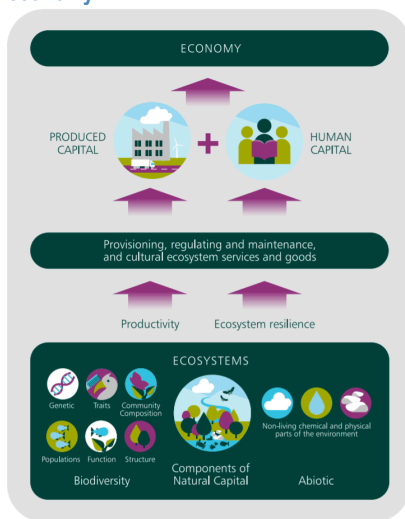 ECONOMY
PRODUCED
CAPITAL
HUMAN
CAPITAL
Provisioning, regulating and maintenance,
and cultural ecosystem services and goods
Productivity
Ecosystem resilience
ECOSYSTEMS
Genetic
Traits
Community
Composition
Populations
Function
Structure
Biodiversity
Components of
Natural Capital
Non-living chemical and physical
parts of the environment
Abiotic